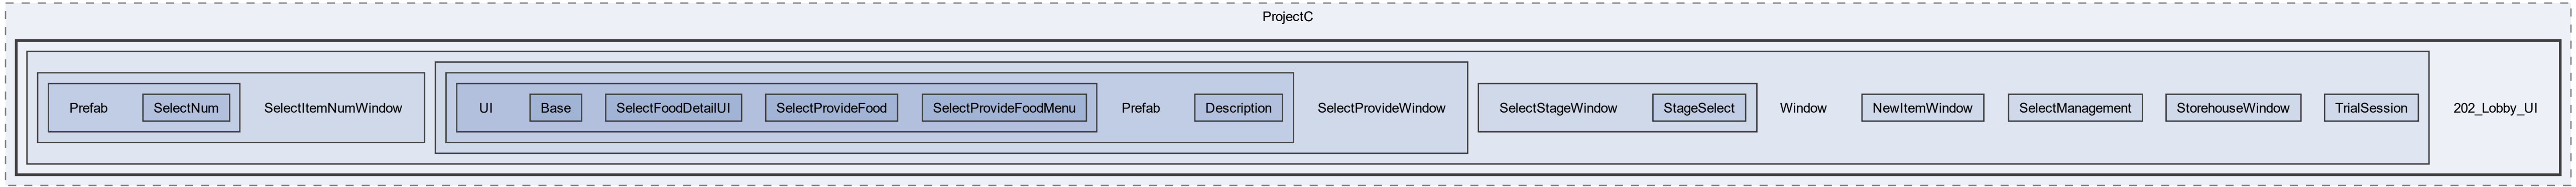 ProjectC
Prefab
SelectNum
SelectItemNumWindow
UI
Base
SelectFoodDetailUI
SelectProvideFood
SelectProvideFoodMenu
Prefab
Description
SelectProvideWindow
SelectStageWindow
StageSelect
Window
NewItemWindow
SelectManagement
StorehouseWindow
TrialSession
202_Lobby_UI